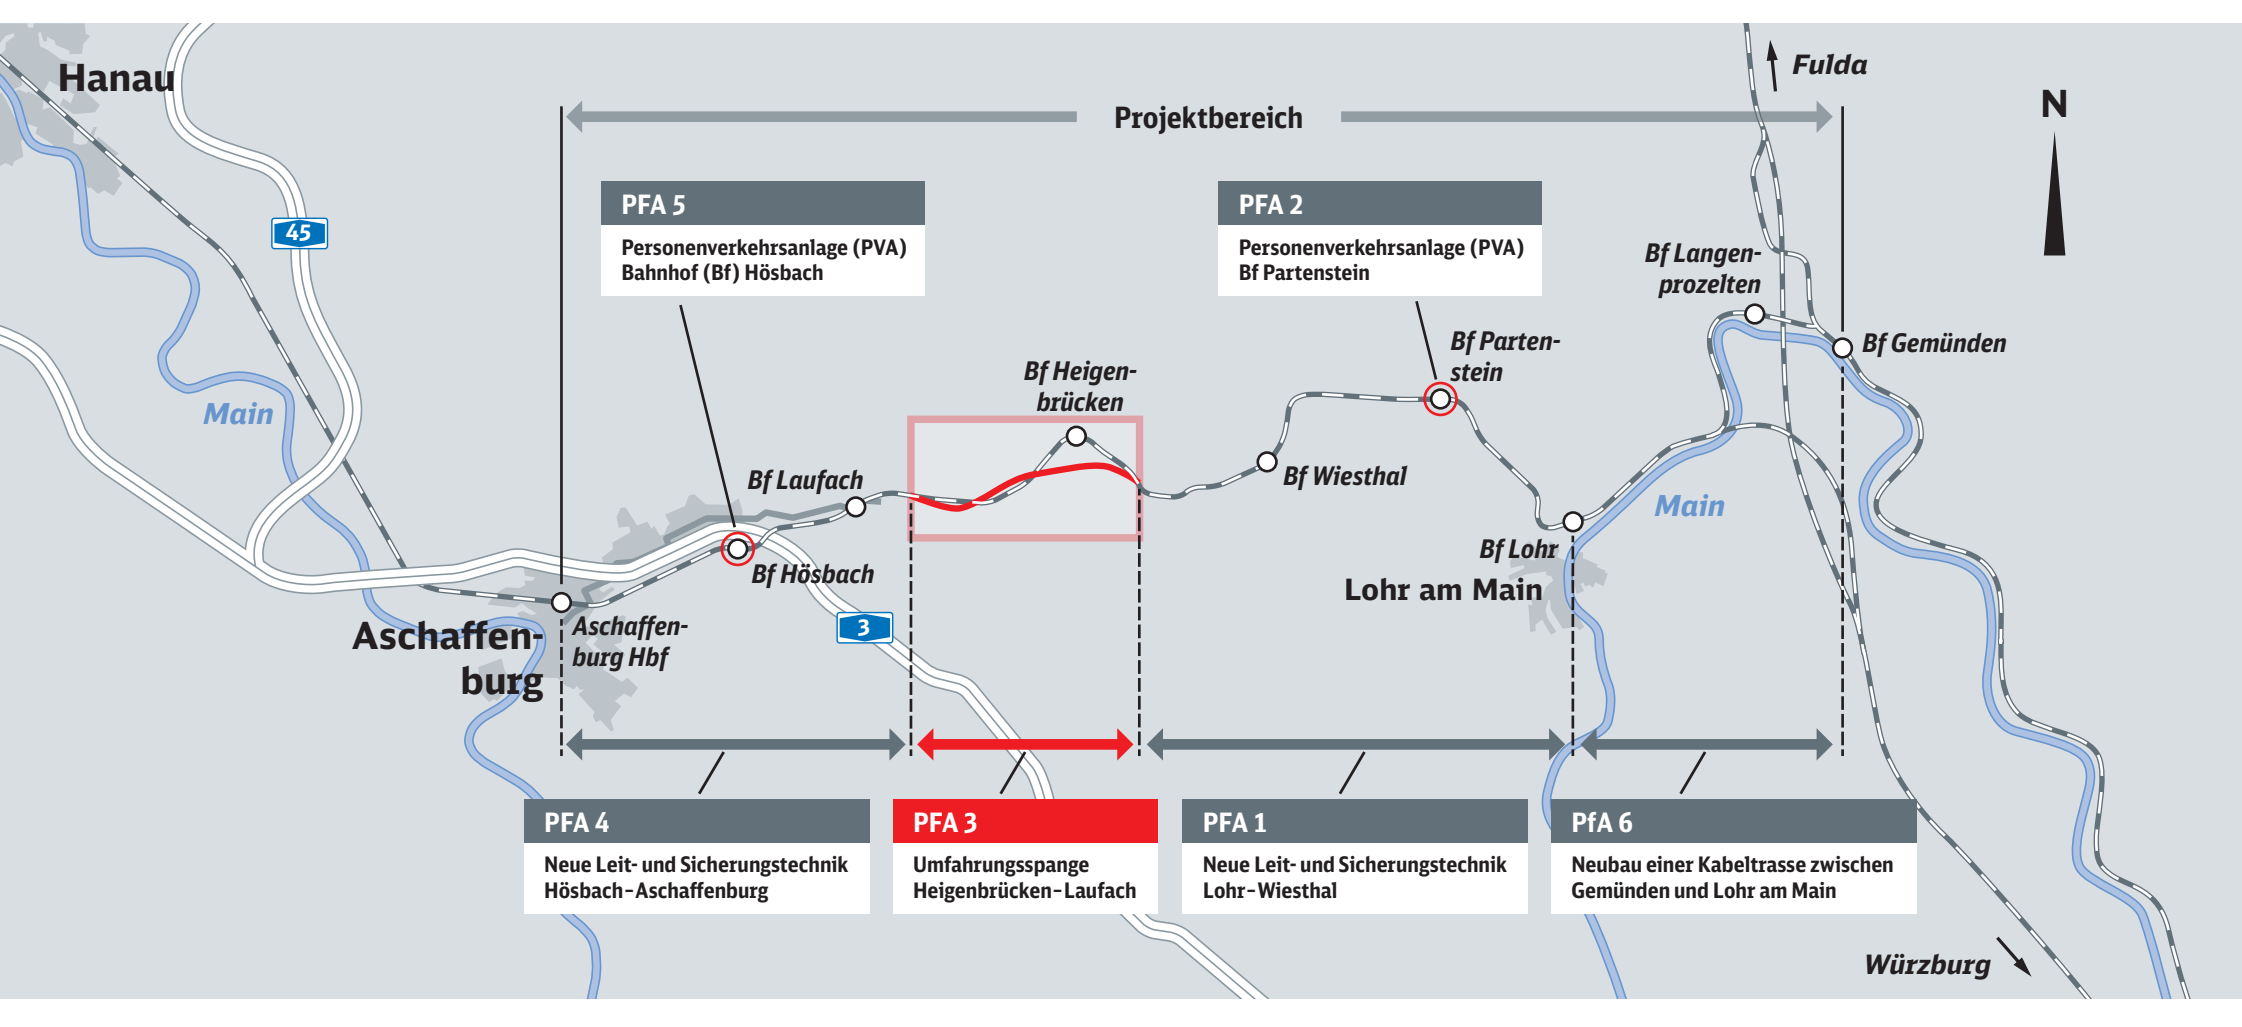 Hanau
Fulda
N
Projektbereich
PFA 5
Personenverkehrsanlage (PVA)
Bahnhof (Bf) Hösbach
PFA 2
Personenverkehrsanlage (PVA)
Bf Partenstein
45
Bf Langen-
prozelten
Bf Gemünden
Bf Parten-
stein
Bf Heigen-
brücken
Main
Bf Laufach
Bf Wiesthal
Main
Bf Hösbach
Bf Lohr
Lohr am Main
3
Aschaffen-
burg
Aschaffen-
burg Hbf
PFA 4
Neue Leit- und Sicherungstechnik
Hösbach–Aschaffenburg
PFA 3
Umfahrungsspange
Heigenbrücken–Laufach
PFA 1
Neue Leit- und Sicherungstechnik
Lohr–Wiesthal
PfA 6
Neubau einer Kabeltrasse zwischen
Gemünden und Lohr am Main
Würzburg